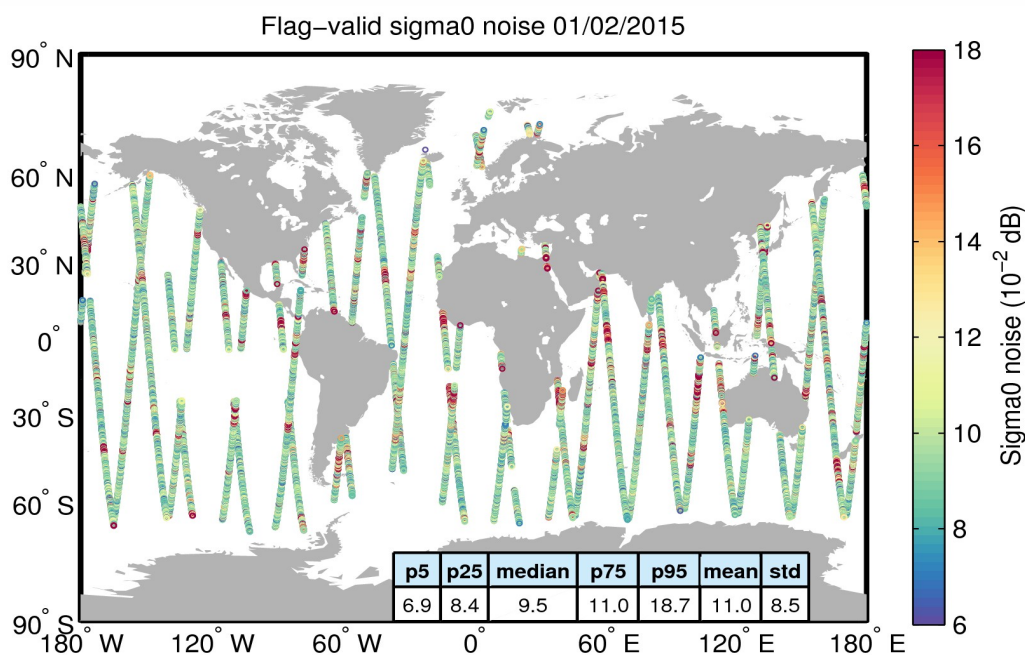 Flag−valid sigma0 noise 01/02/2015
90° N
60° N
30° N
0°
30° S
60° S
90° S
180° W
120° W
60° W
0°
60° E
120° E
180° E
p5 p25 median p75 p95 mean std
6.9 8.4 9.5 11.0 18.7 11.0 8.5
18
16
14
12
10
8
6
Sigma0 noise (10⁻² dB)